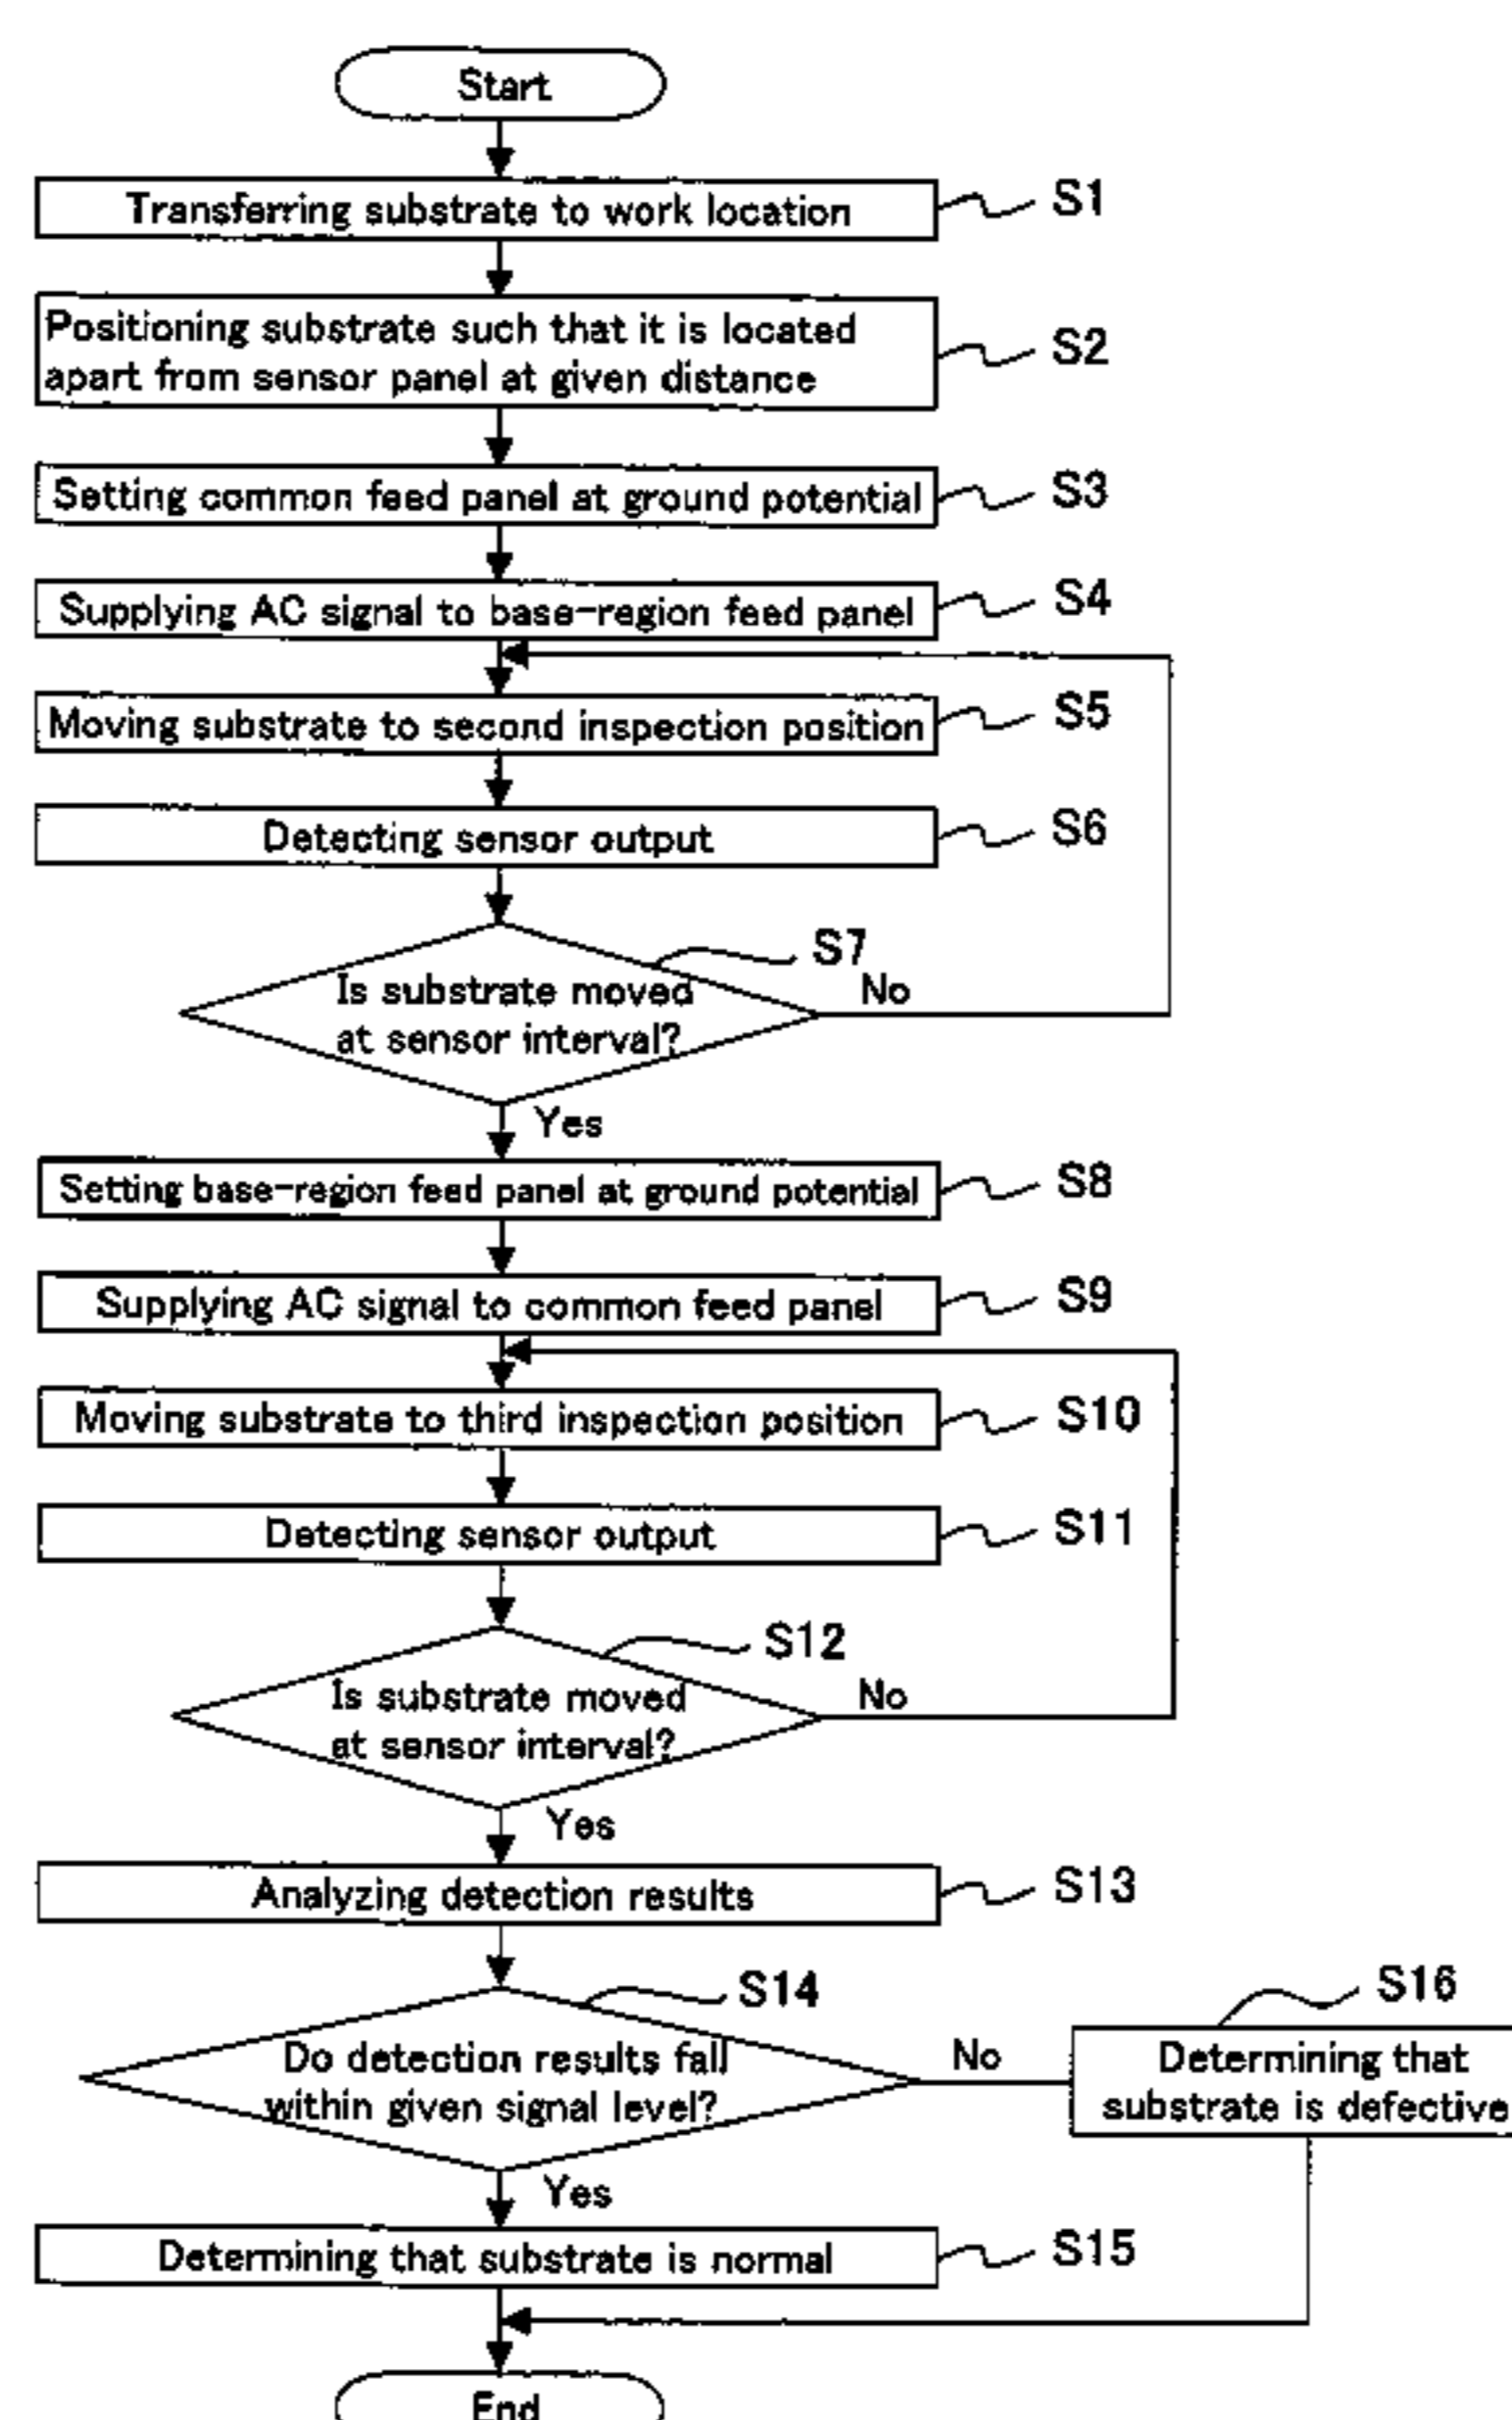 Start
Transferring substrate to work location
S1
Positioning substrate such that it is located
apart from sensor panel at given distance
S2
Setting common feed panel at ground potential
S3
Supplying AC signal to base-region feed panel
S4
Moving substrate to second inspection position
S5
Detecting sensor output
S6
S7
Is substrate moved
at sensor interval?
No
Yes
Setting base-region feed panel at ground potential
S8
Supplying AC signal to common feed panel
S9
Moving substrate to third inspection position
S10
Detecting sensor output
S11
S12
Is substrate moved
at sensor interval?
No
Yes
Analyzing detection results
S13
S14
Do detection results fall
within given signal level?
No
S16
Determining that
substrate is defective
Yes
Determining that substrate is normal
S15
End